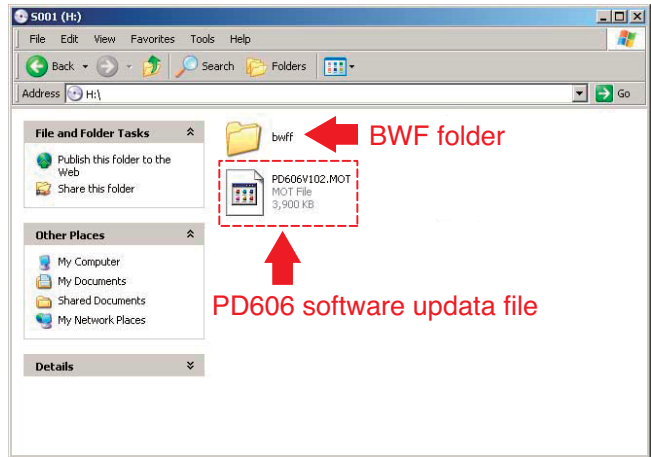 S001 (H:)
File Edit View Favorites Tools Help
Back Search Folders
Address H:\ Go
File and Folder Tasks
Publish this folder to the
Web
Share this folder
Other Places
My Computer
My Documents
Shared Documents
My Network Places
Details
bwff
BWF folder
PD606V102.MOT
MOT File
3,900 KB
PD606 software updata file